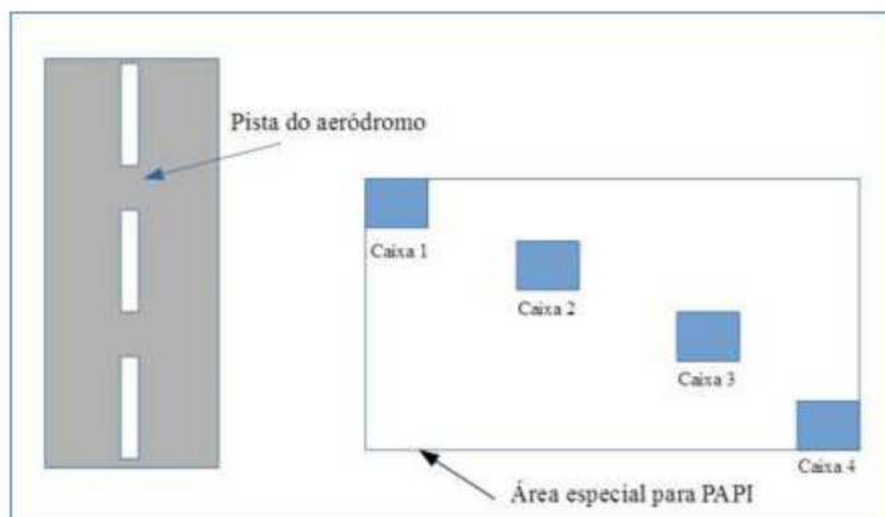 Pista do aeródromo
Caixa 1
Caixa 2
Caixa 3
Caixa 4
Área especial para PAPI